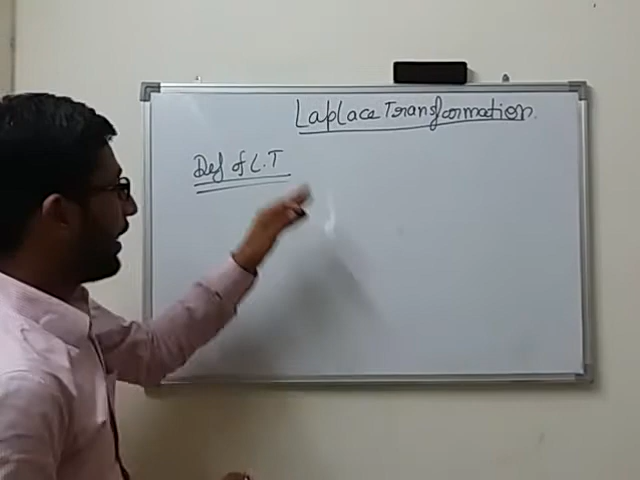 Laplace Transformation.
Def of L.T